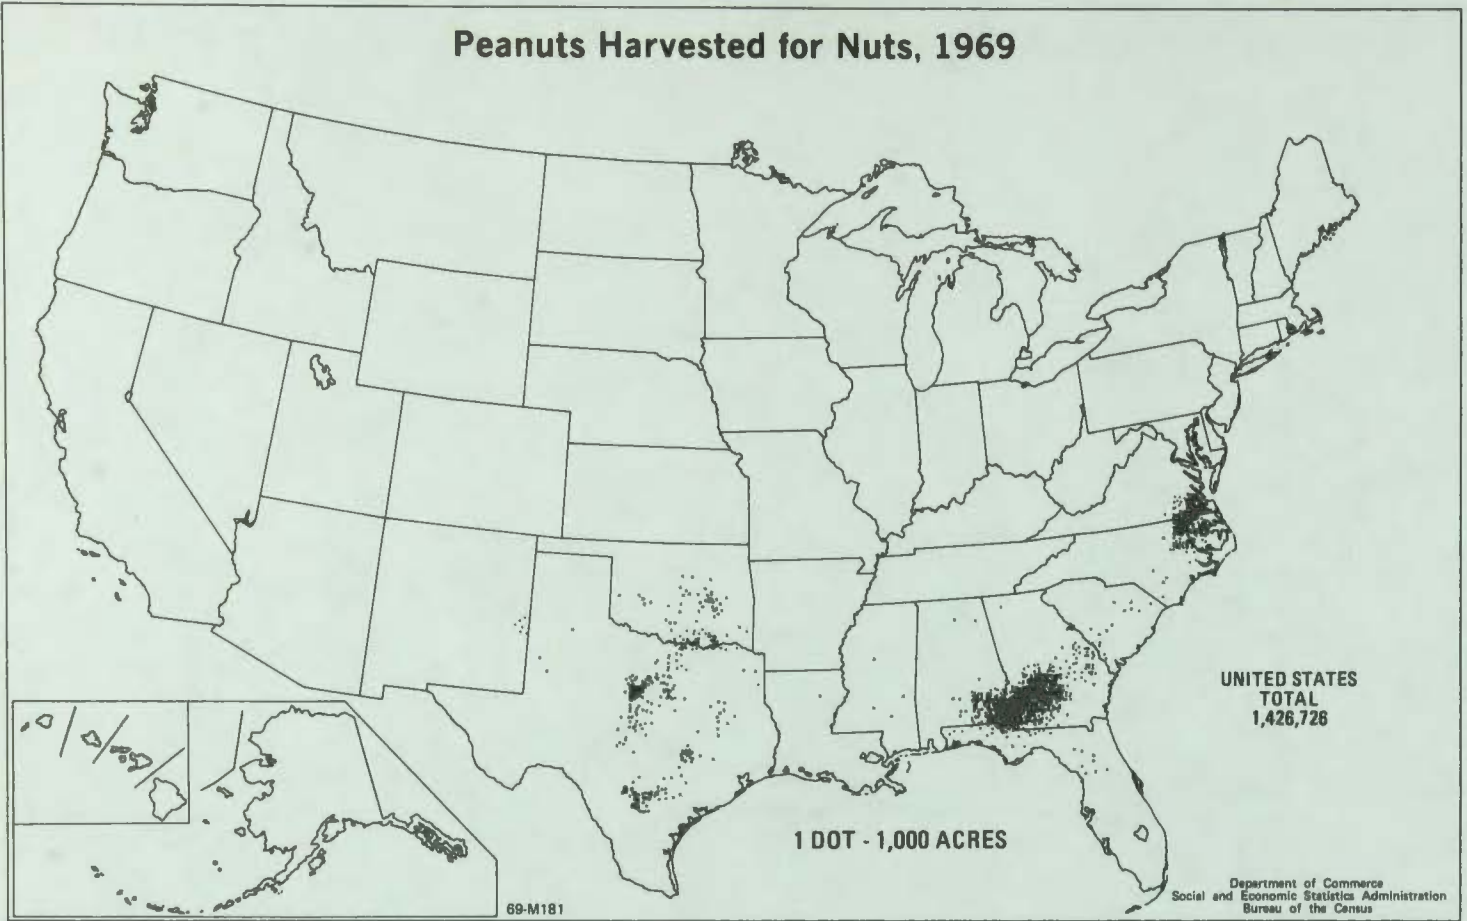 Peanuts Harvested for Nuts, 1969
UNITED STATES
TOTAL
1,426,726
1 DOT - 1,000 ACRES
Department of Commerce
Social and Economic Statistics Administration
Bureau of the Census
69-M181